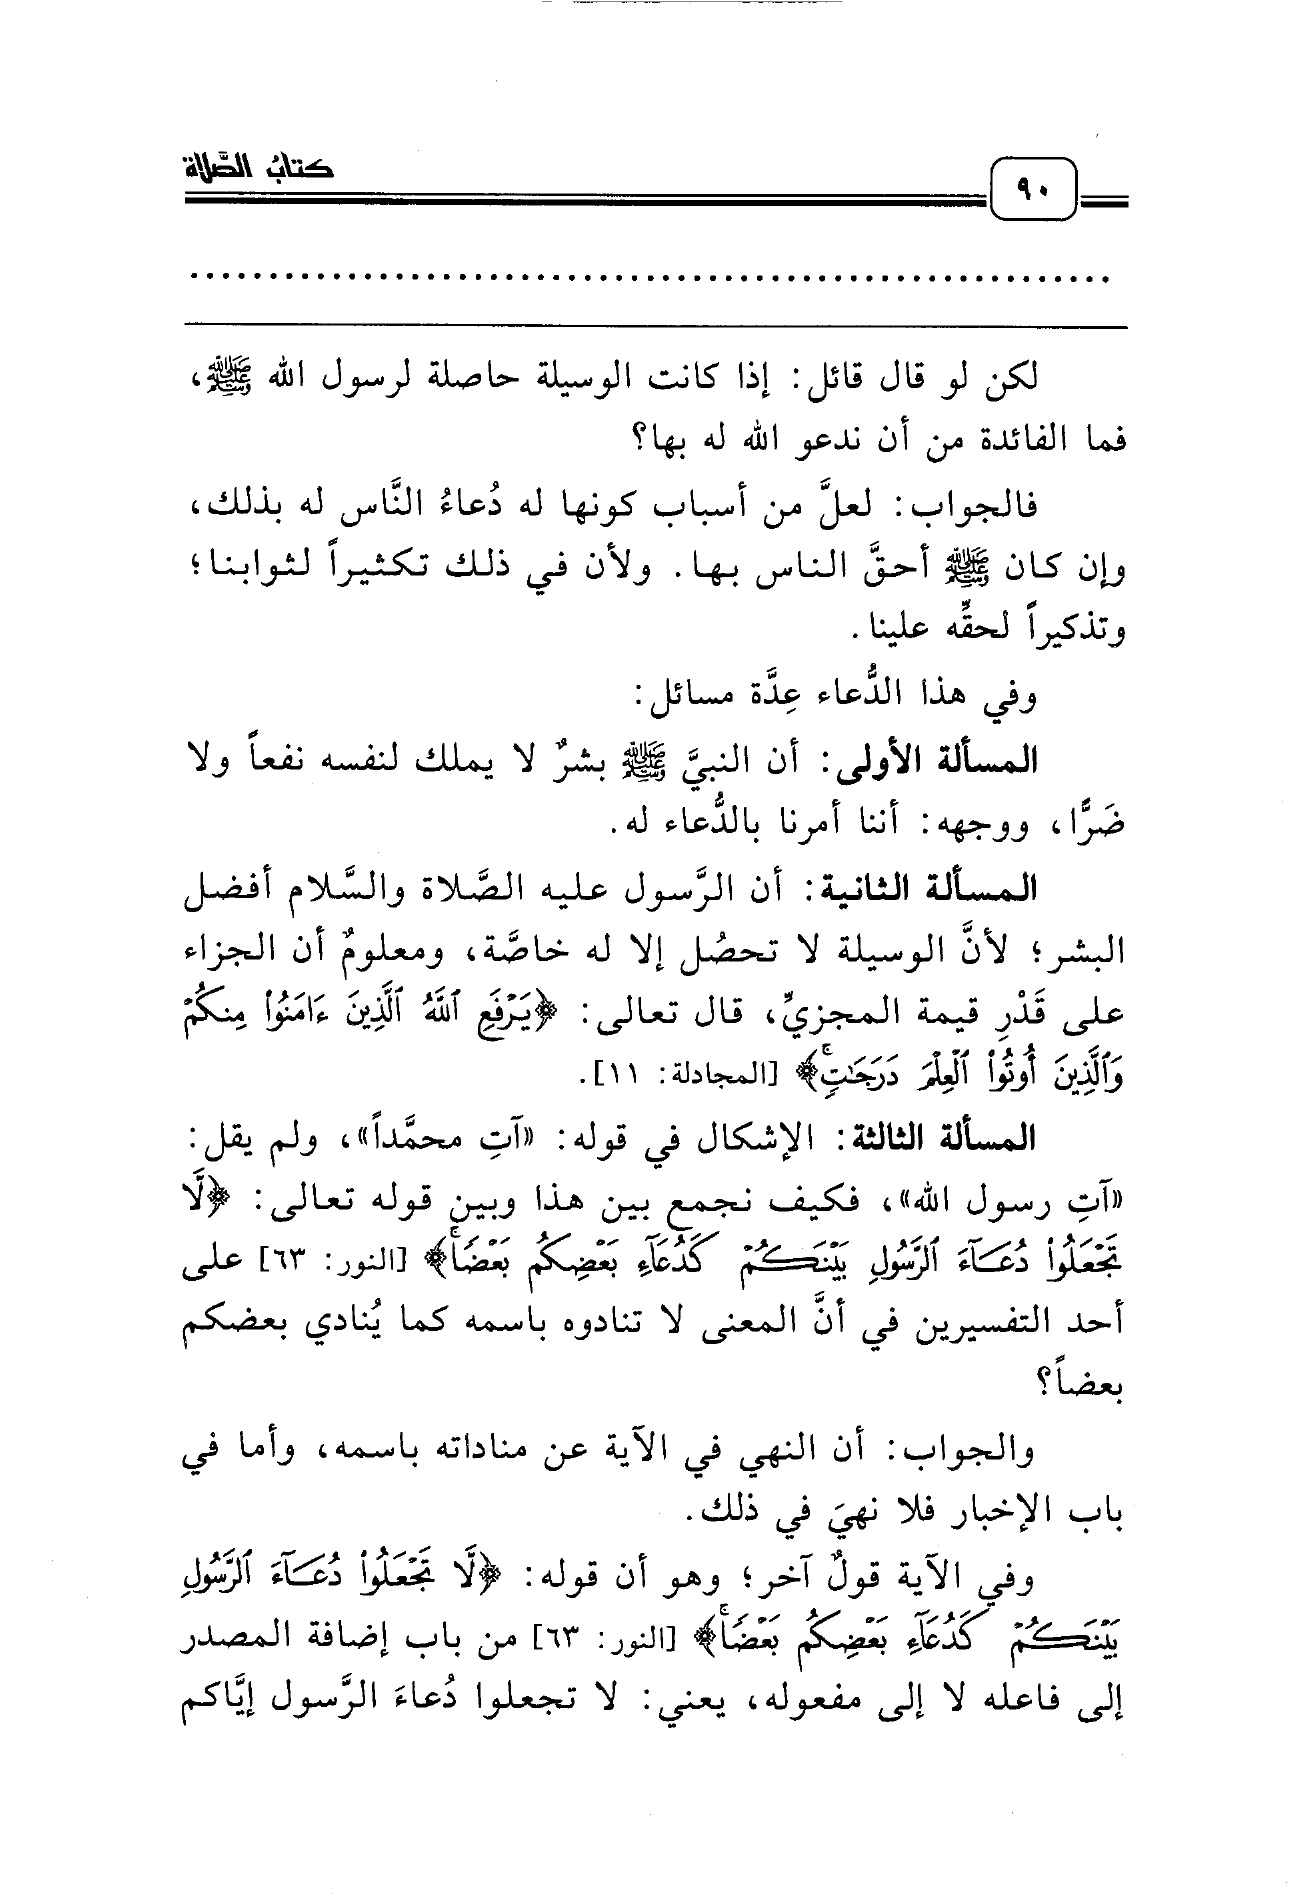 كتابُ الصَّلاة
٩٠
لكن لو قال قائل: إذا كانت الوسيلة حاصلة لرسول الله ﷺ،
فما الفائدة من أن ندعو الله له بها؟
فالجواب: لعلَّ من أسباب كونها له دُعاءُ النَّاس له بذلك،
وإن كان ﷺ أحقَّ الناس بها. ولأن في ذلك تكثيراً لثوابنا؛
وتذكيراً لحقِّه علينا.
وفي هذا الدُّعاء عِدَّة مسائل:
المسألة الأولى: أن النبيَّ ﷺ بشرٌ لا يملك لنفسه نفعاً ولا
ضَرًّا، ووجهه: أننا أمرنا بالدُّعاء له.
المسألة الثانية: أن الرَّسول عليه الصَّلاة والسَّلام أفضل
البشر؛ لأنَّ الوسيلة لا تحصُل إلا له خاصَّة، ومعلومٌ أن الجزاء
على قَدْرِ قيمة المجزيِّ، قال تعالى: ﴿يَرْفَعِ ٱللَّهُ ٱلَّذِينَ ءَامَنُوا۟ مِنكُمْ
وَٱلَّذِينَ أُوتُوا۟ ٱلْعِلْمَ دَرَجَـٰتٍۚ﴾ [المجادلة: ١١].
المسألة الثالثة: الإشكال في قوله: «آتِ محمَّداً»، ولم يقل:
«آتِ رسول الله»، فكيف نجمع بين هذا وبين قوله تعالى: ﴿لَّا
تَجْعَلُوا۟ دُعَآءَ ٱلرَّسُولِ بَيْنَكُمْ كَدُعَآءِ بَعْضِكُم بَعْضًاۚ﴾ [النور: ٦٣] على
أحد التفسيرين في أنَّ المعنى لا تنادوه باسمه كما يُنادي بعضكم
بعضاً؟
والجواب: أن النهي في الآية عن مناداته باسمه، وأما في
باب الإخبار فلا نهيَ في ذلك.
وفي الآية قولٌ آخر؛ وهو أن قوله: ﴿لَّا تَجْعَلُوا۟ دُعَآءَ ٱلرَّسُولِ
بَيْنَكُمْ كَدُعَآءِ بَعْضِكُم بَعْضًاۚ﴾ [النور: ٦٣] من باب إضافة المصدر
إلى فاعله لا إلى مفعوله، يعني: لا تجعلوا دُعاءَ الرَّسول إيَّاكم